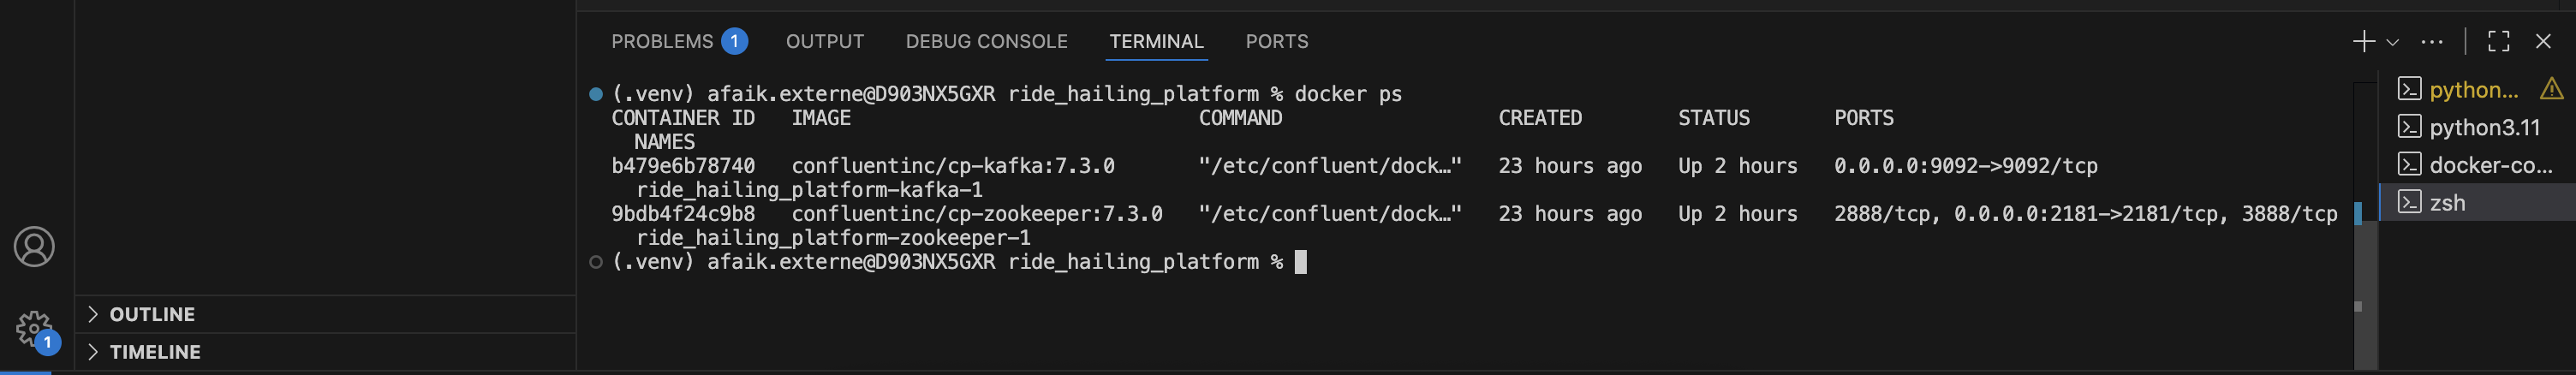 PROBLEMS 1 OUTPUT DEBUG CONSOLE TERMINAL PORTS
(.venv) afaik.externe@D903NX5GXR ride_hailing_platform % docker ps
CONTAINER ID IMAGE COMMAND CREATED STATUS PORTS
NAMES
b479e6b78740 confluentinc/cp-kafka:7.3.0 "/etc/confluent/dock…" 23 hours ago Up 2 hours 0.0.0.0:9092->9092/tcp
ride_hailing_platform-kafka-1
9bdb4f24c9b8 confluentinc/cp-zookeeper:7.3.0 "/etc/confluent/dock…" 23 hours ago Up 2 hours 2888/tcp, 0.0.0.0:2181->2181/tcp, 3888/tcp
ride_hailing_platform-zookeeper-1
(.venv) afaik.externe@D903NX5GXR ride_hailing_platform %
python...
python3.11
docker-co...
zsh
1
OUTLINE
TIMELINE